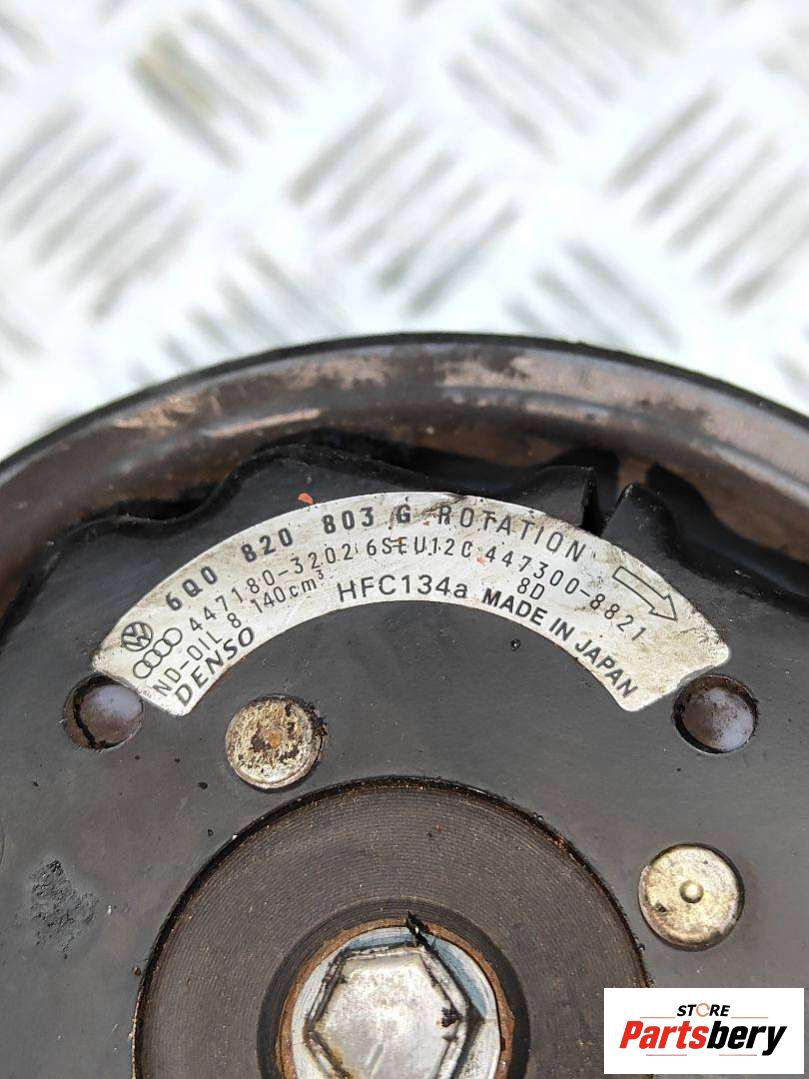 6Q0 820 803 G ROTATION
447180-3202 6SEU12C 447300-8821
ND-OIL 8 140cm³ HFC134a 8D
DENSO MADE IN JAPAN
STORE
Partsbery